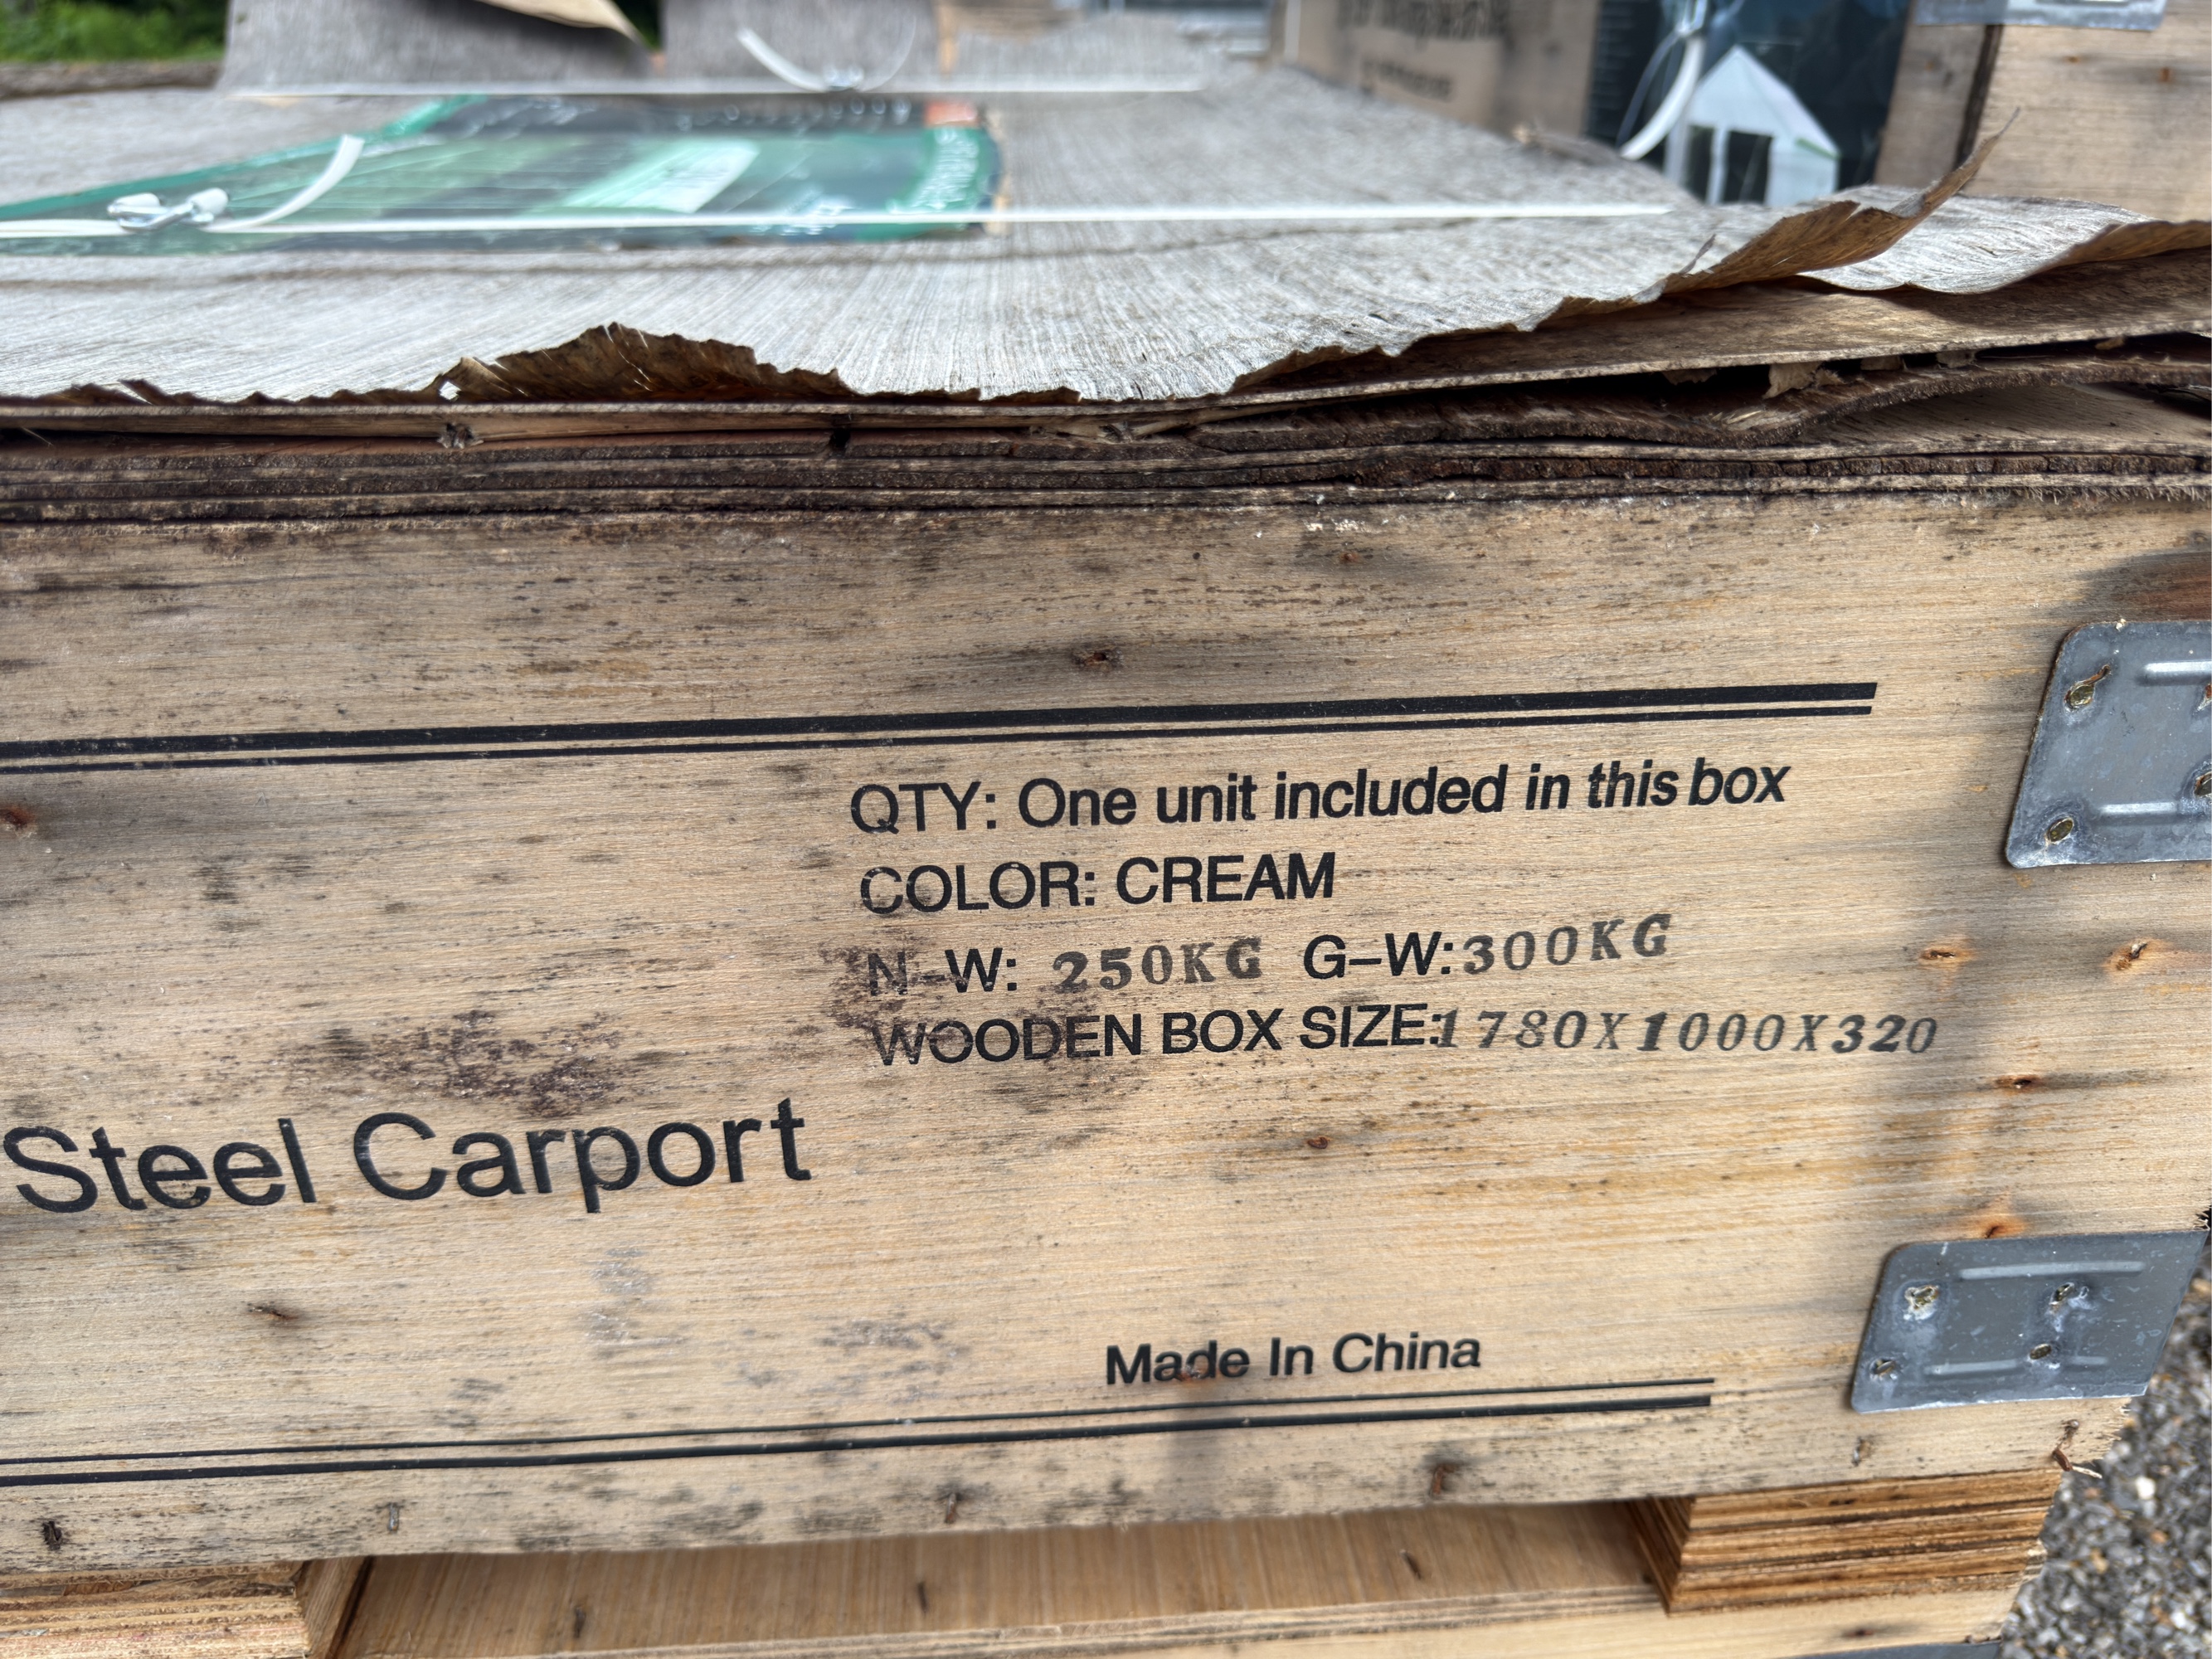 QTY: One unit included in this box
COLOR: CREAM
N-W: 250KG G-W:300KG
WOODEN BOX SIZE:1780X1000X320
Steel Carport
Made In China